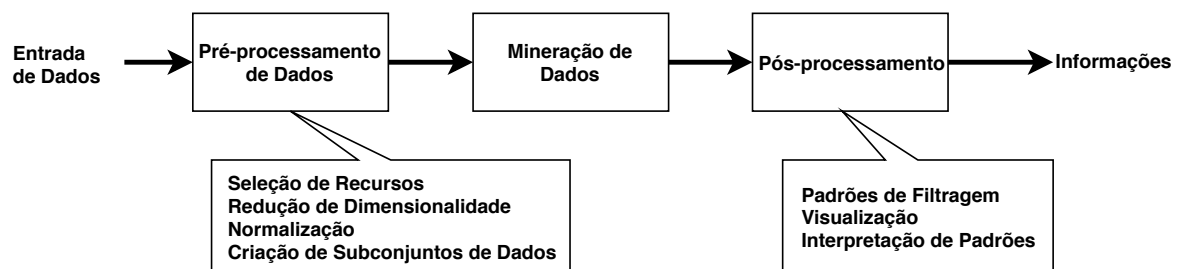 Entrada
de Dados
Pré-processamento
de Dados
Mineração de
Dados
Pós-processamento
Informações
Seleção de Recursos
Redução de Dimensionalidade
Normalização
Criação de Subconjuntos de Dados
Padrões de Filtragem
Visualização
Interpretação de Padrões